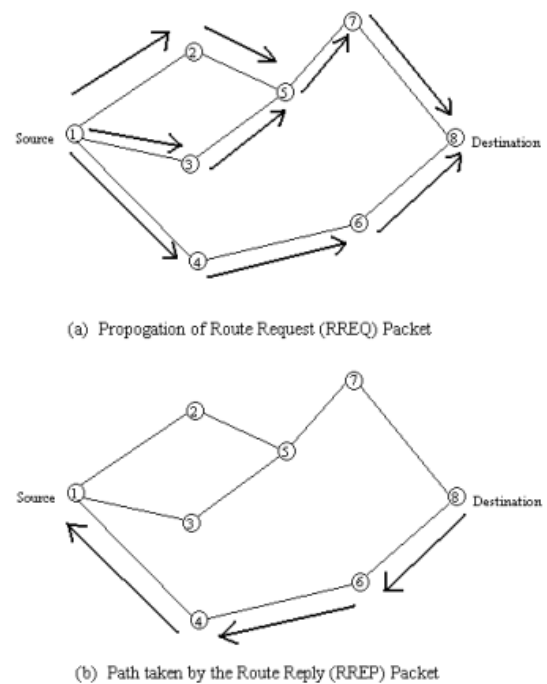 7
2
5
Source
1
8
Destination
3
6
4
(a) Propogation of Route Request (RREQ) Packet
7
2
5
Source
1
8
Destination
3
6
4
(b) Path taken by the Route Reply (RREP) Packet